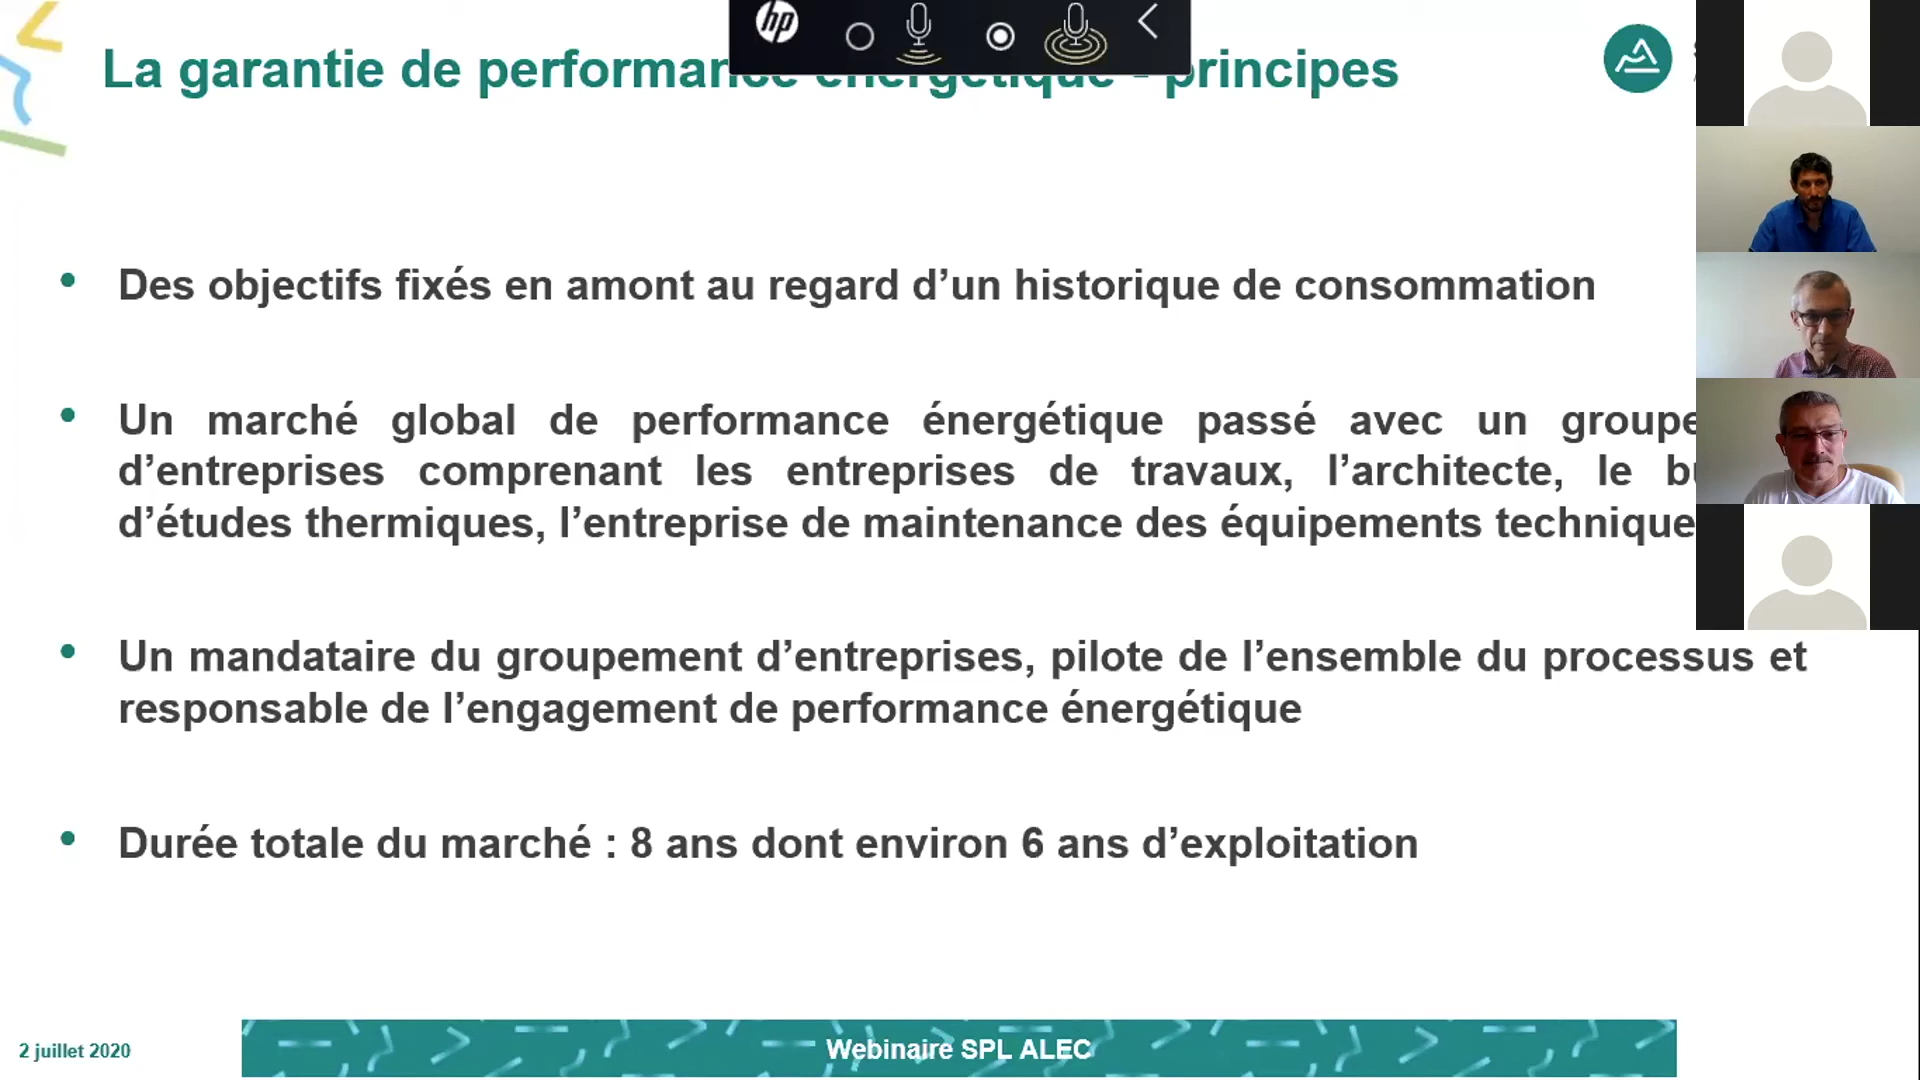 hp
La garantie de performance énergétique - principes
Des objectifs fixés en amont au regard d’un historique de consommation
Un marché global de performance énergétique passé avec un
d’entreprises comprenant les entreprises de travaux, l’architecte, le
d’études thermiques, l’entreprise de maintenance des équipements
Un mandataire du groupement d’entreprises, pilote de l’ensemble du processus et
responsable de l’engagement de performance énergétique
Durée totale du marché : 8 ans dont environ 6 ans d’exploitation
2 juillet 2020
Webinaire SPL ALEC